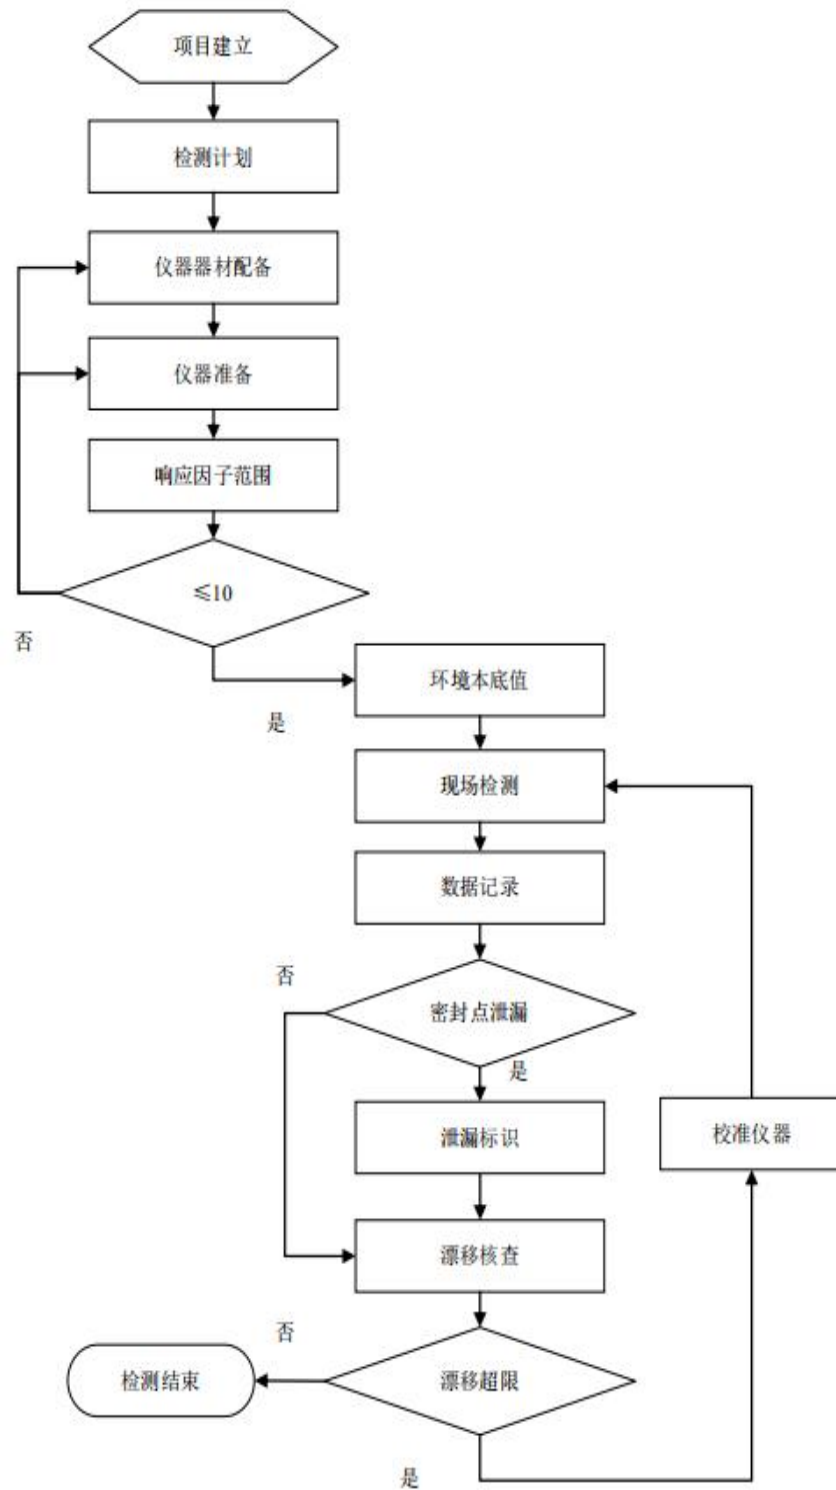 项目建立
检测计划
仪器器材配备
仪器准备
响应因子范围
≤10
否
是
环境本底值
现场检测
数据记录
否
密封点泄漏
是
泄漏标识
校准仪器
漂移核查
否
检测结束
漂移超限
是